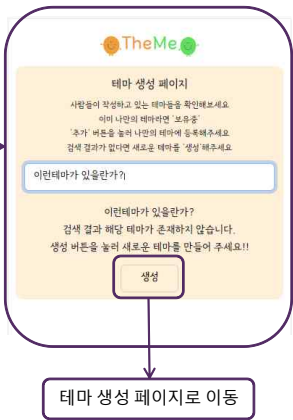 TheMe
테마 생성 페이지
사람들이 작성하고 있는 테마들을 확인해보세요
이미 나만의 테마라면 '보유중'
'추가' 버튼을 눌러 나만의 테마에 등록해주세요
검색 결과가 없다면 새로운 테마를 '생성'해주세요
이런테마가 있을란가?
이런테마가 있을란가?
검색 결과 해당 테마가 존재하지 않습니다.
생성 버튼을 눌러 새로운 테마를 만들어 주세요!!
생성
테마 생성 페이지로 이동